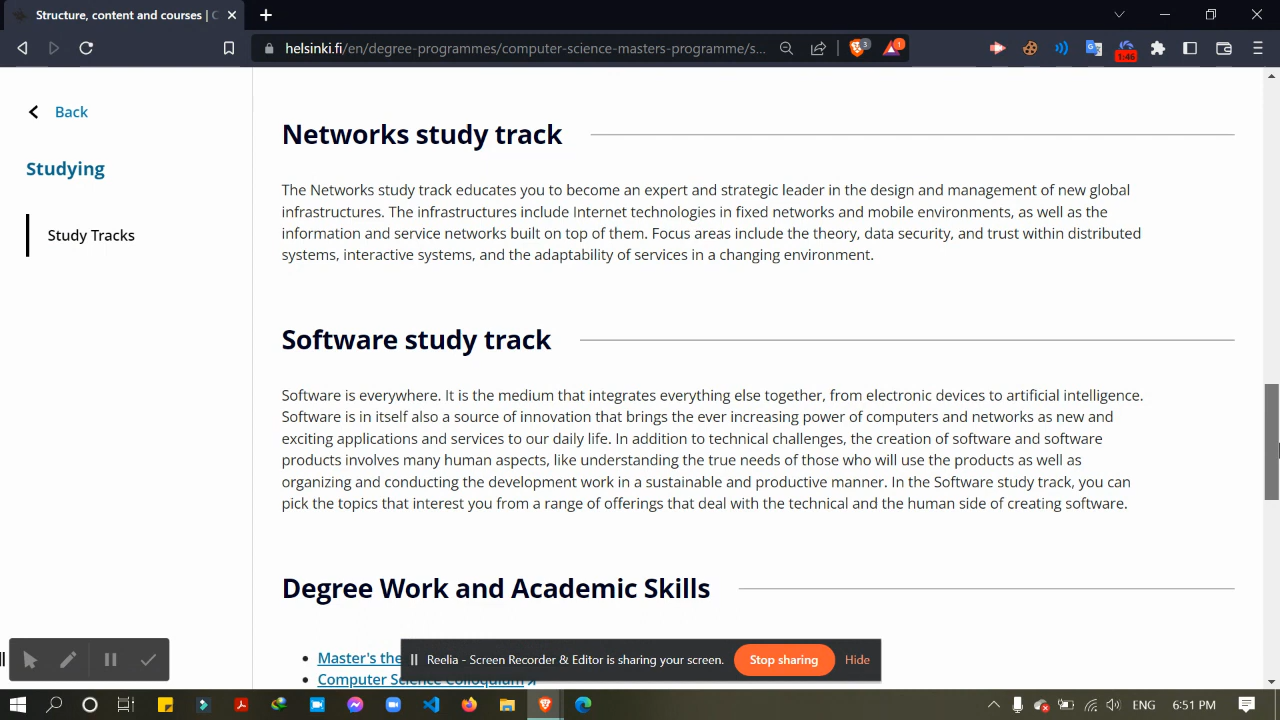 Structure, content and courses |
helsinki.fi/en/degree-programmes/computer-science-masters-programme/s...
3
1
1:46
Back
Studying
Study Tracks
Networks study track
The Networks study track educates you to become an expert and strategic leader in the design and management of new global
infrastructures. The infrastructures include Internet technologies in fixed networks and mobile environments, as well as the
information and service networks built on top of them. Focus areas include the theory, data security, and trust within distributed
systems, interactive systems, and the adaptability of services in a changing environment.
Software study track
Software is everywhere. It is the medium that integrates everything else together, from electronic devices to artificial intelligence.
Software is in itself also a source of innovation that brings the ever increasing power of computers and networks as new and
exciting applications and services to our daily life. In addition to technical challenges, the creation of software and software
products involves many human aspects, like understanding the true needs of those who will use the products as well as
organizing and conducting the development work in a sustainable and productive manner. In the Software study track, you can
pick the topics that interest you from a range of offerings that deal with the technical and the human side of creating software.
Degree Work and Academic Skills
Master's the
Computer Science Colloquium
Reelia - Screen Recorder & Editor is sharing your screen.
Stop sharing
Hide
ENG
6:51 PM